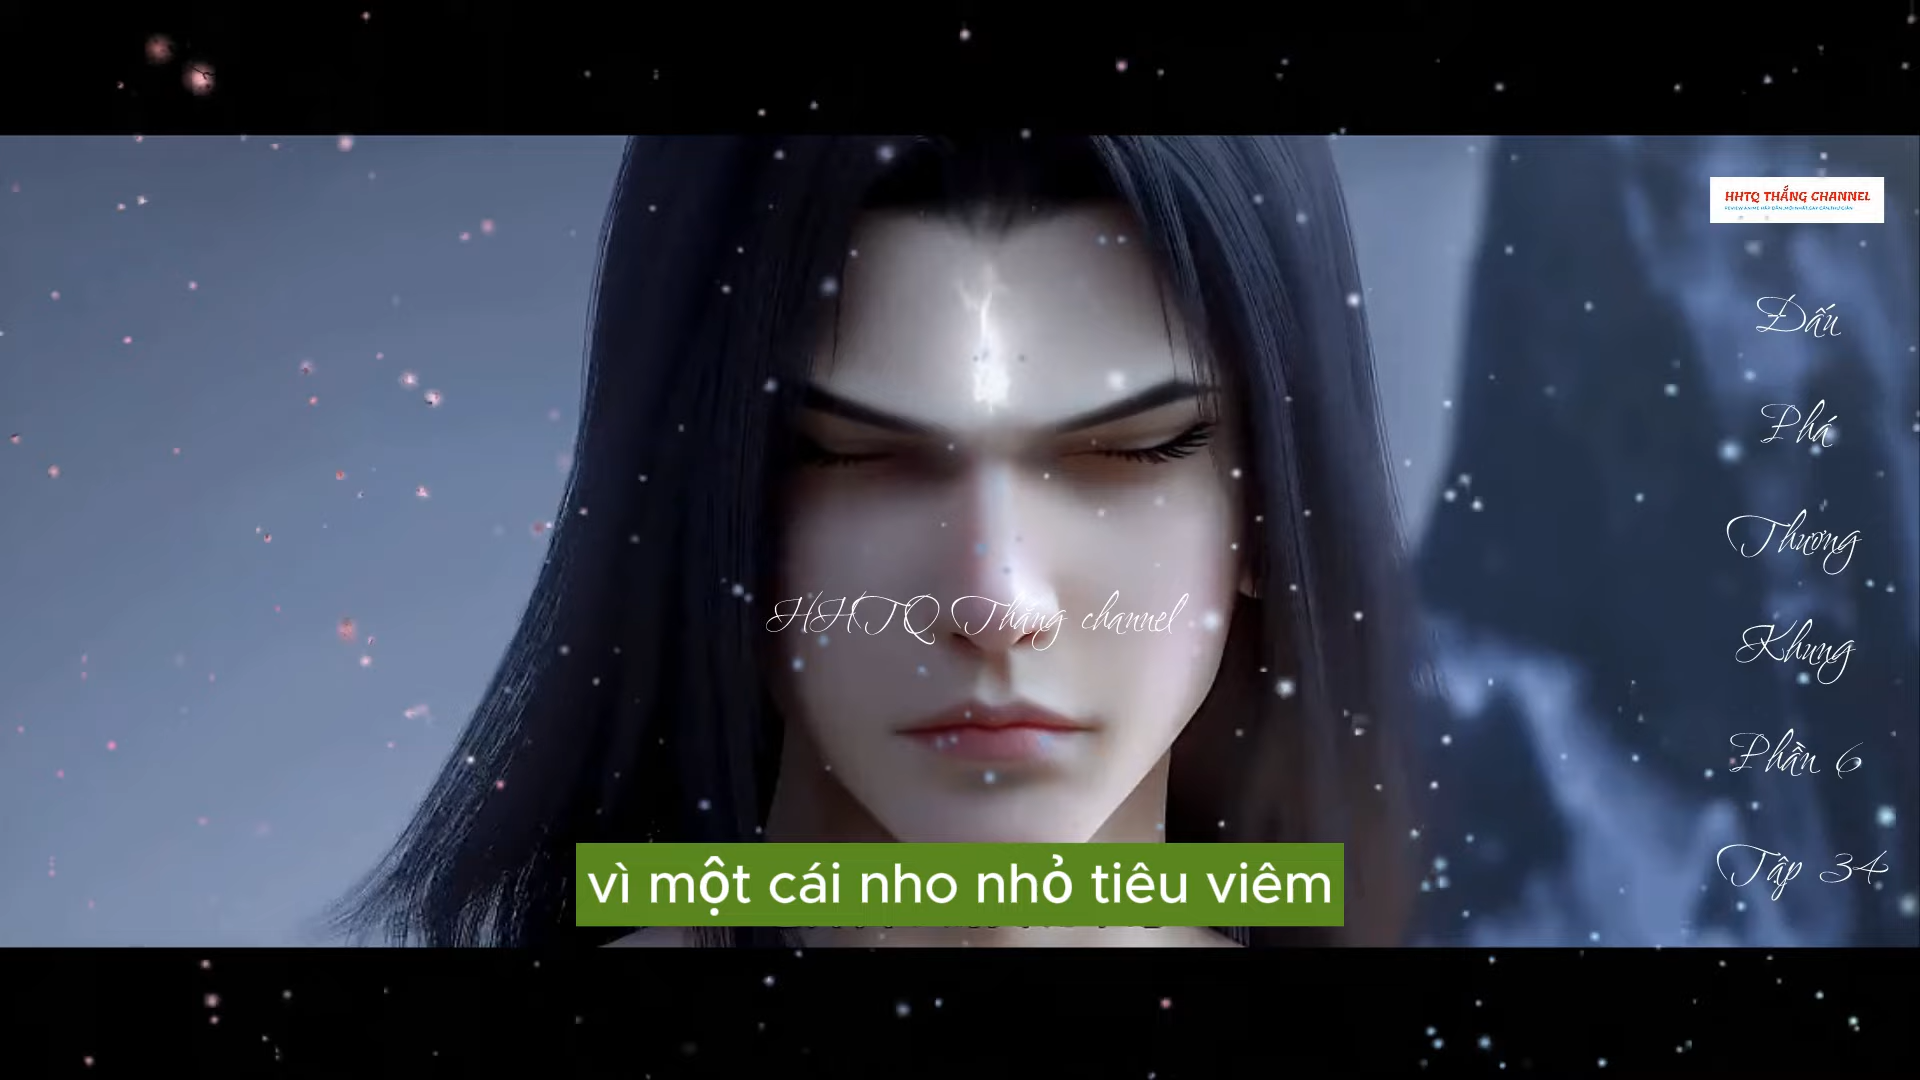 HHTQ THẮNG CHANNEL
Đấu
Phá
Thương
Khung
Phần 6
Tập 34
HHTQ Thắng channel
vì một cái nho nhỏ tiêu viêm